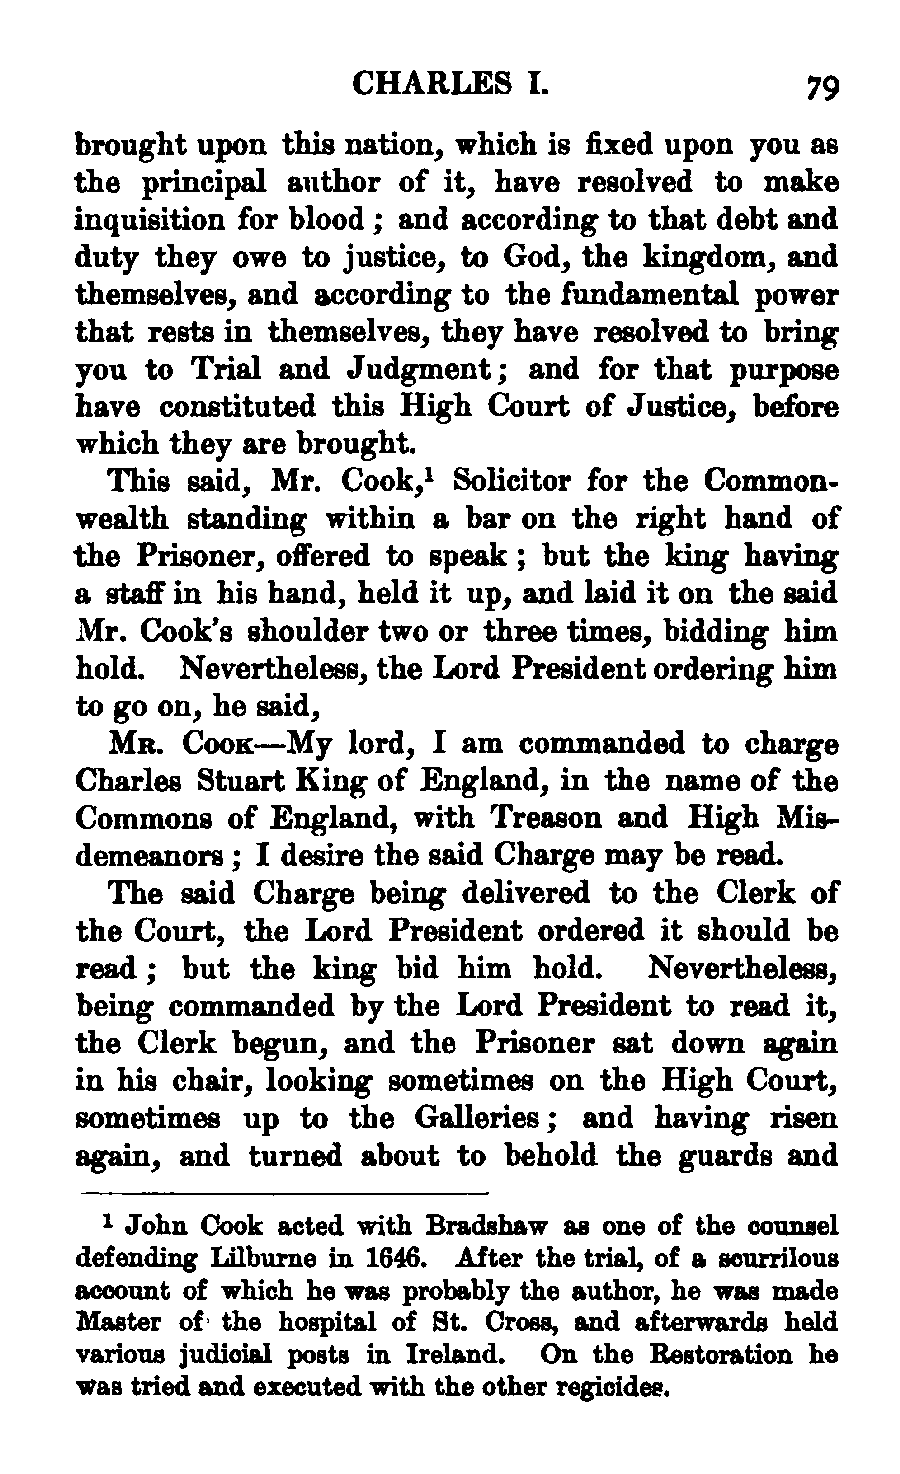 CHARLES I. 79
brought upon this nation, which is fixed upon you as
the principal author of it, have resolved to make
inquisition for blood ; and according to that debt and
duty they owe to justice, to God, the kingdom, and
themselves, and according to the fundamental power
that rests in themselves, they have resolved to bring
you to Trial and Judgment ; and for that purpose
have constituted this High Court of Justice, before
which they are brought.
This said, Mr. Cook,¹ Solicitor for the Common-
wealth standing within a bar on the right hand of
the Prisoner, offered to speak ; but the king having
a staff in his hand, held it up, and laid it on the said
Mr. Cook's shoulder two or three times, bidding him
hold. Nevertheless, the Lord President ordering him
to go on, he said,
MR. COOK—My lord, I am commanded to charge
Charles Stuart King of England, in the name of the
Commons of England, with Treason and High Mis-
demeanors ; I desire the said Charge may be read.
The said Charge being delivered to the Clerk of
the Court, the Lord President ordered it should be
read ; but the king bid him hold. Nevertheless,
being commanded by the Lord President to read it,
the Clerk begun, and the Prisoner sat down again
in his chair, looking sometimes on the High Court,
sometimes up to the Galleries ; and having risen
again, and turned about to behold the guards and
¹ John Cook acted with Bradshaw as one of the counsel
defending Lilburne in 1646. After the trial, of a scurrilous
account of which he was probably the author, he was made
Master of the hospital of St. Cross, and afterwards held
various judicial posts in Ireland. On the Restoration he
was tried and executed with the other regicides.